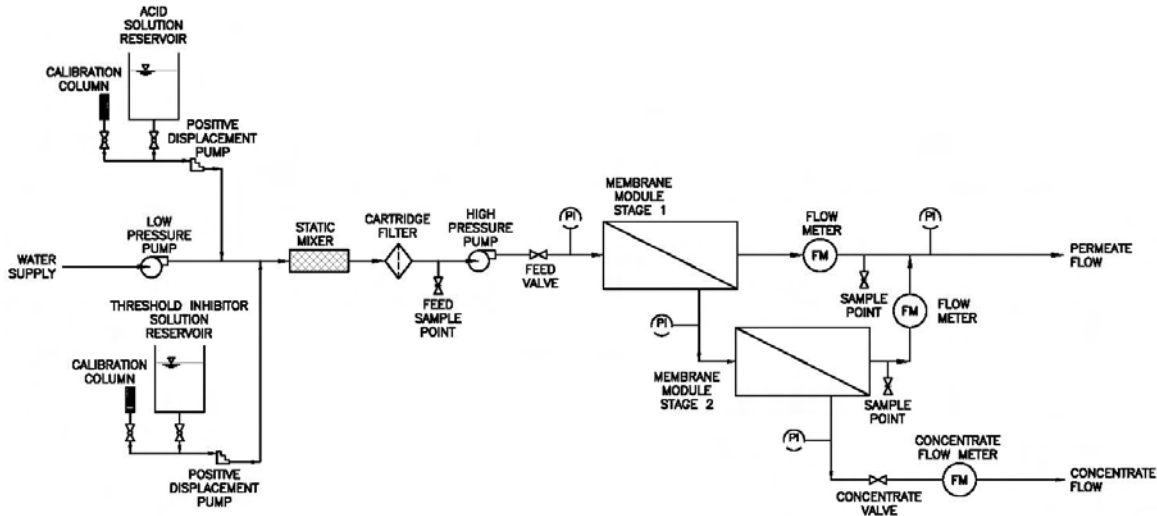 ACID
SOLUTION
RESERVOIR
CALIBRATION
COLUMN
POSITIVE
DISPLACEMENT
PUMP
LOW
PRESSURE
PUMP
WATER
SUPPLY
STATIC
MIXER
CARTRIDGE
FILTER
FEED
SAMPLE
POINT
HIGH
PRESSURE
PUMP
FEED
VALVE
PI
MEMBRANE
MODULE
STAGE 1
FLOW
METER
FM
SAMPLE
POINT
PI
PERMEATE
FLOW
FM
FLOW
METER
THRESHOLD INHIBITOR
SOLUTION
RESERVOIR
CALIBRATION
COLUMN
POSITIVE
DISPLACEMENT
PUMP
PI
MEMBRANE
MODULE
STAGE 2
SAMPLE
POINT
PI
CONCENTRATE
VALVE
CONCENTRATE
FLOW METER
FM
CONCENTRATE
FLOW